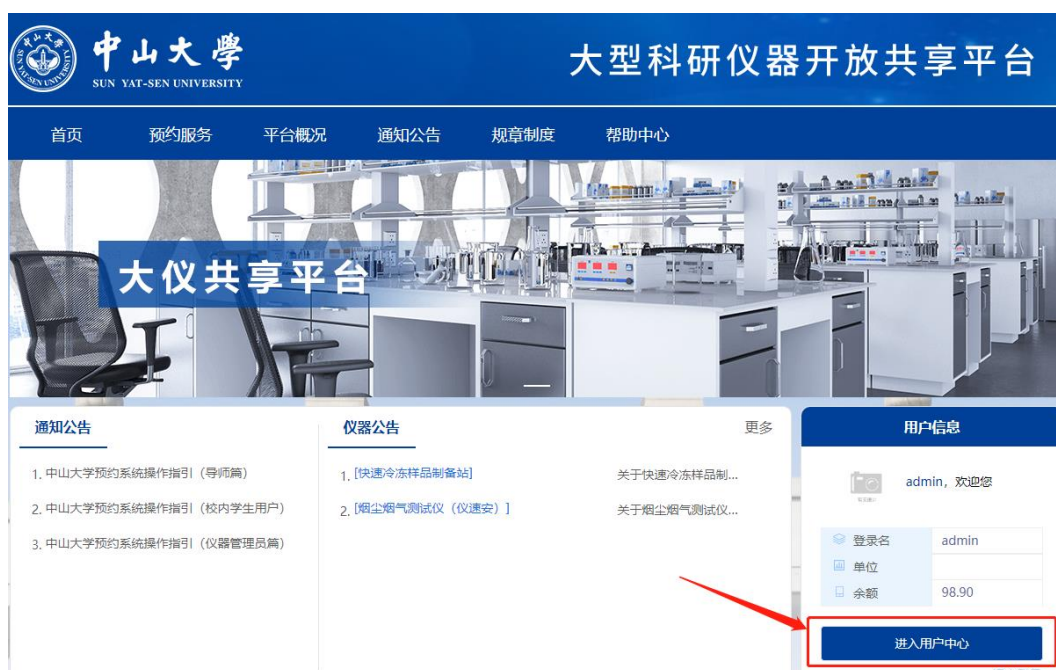 中山大學
SUN YAT-SEN UNIVERSITY
大型科研仪器开放共享平台
首页 预约服务 平台概况 通知公告 规章制度 帮助中心
大仪共享平台
通知公告
1. 中山大学预约系统操作指引（导师篇）
2. 中山大学预约系统操作指引（校内学生用户）
3. 中山大学预约系统操作指引（仪器管理员篇）
仪器公告 更多
1. [快速冷冻样品制备站] 关于快速冷冻样品制...
2. [烟尘烟气测试仪（仪速安）] 关于烟尘烟气测试仪...
用户信息
admin，欢迎您
登录名 admin
单位
余额 98.90
进入用户中心